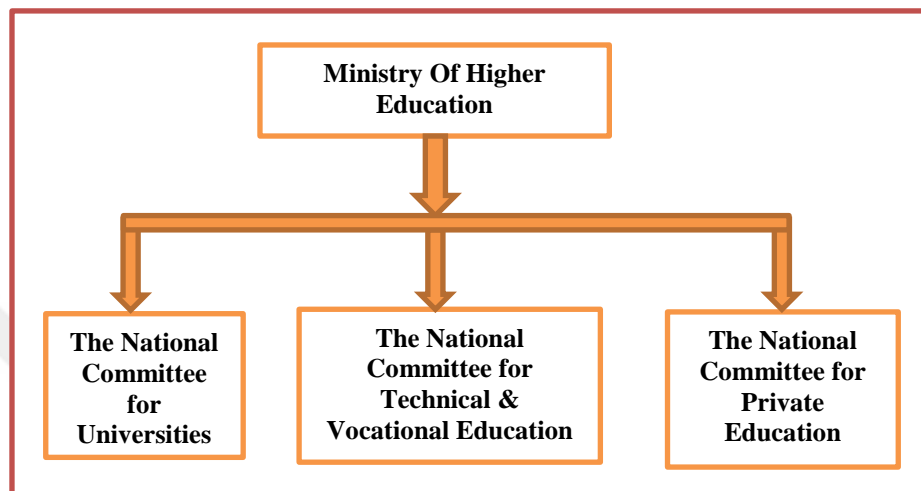 Ministry Of Higher
Education
The National
Committee
for
Universities
The National
Committee for
Technical &
Vocational Education
The National
Committee for
Private
Education